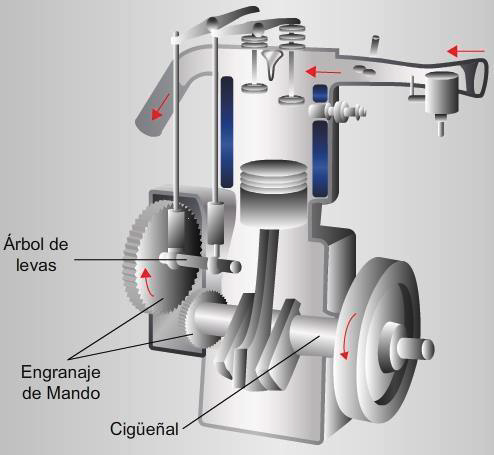 Árbol de
levas
Engranaje
de Mando
Cigüeñal